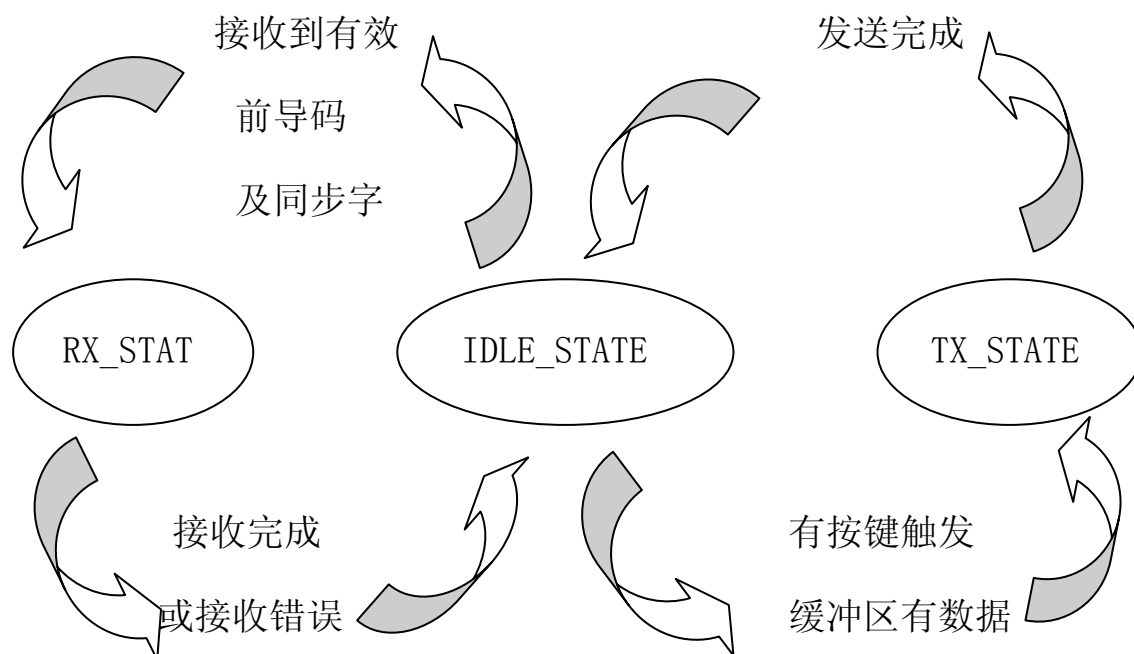 接收到有效
前导码
及同步字
发送完成
RX_STAT
IDLE_STATE
TX_STATE
接收完成
或接收错误
有按键触发
缓冲区有数据